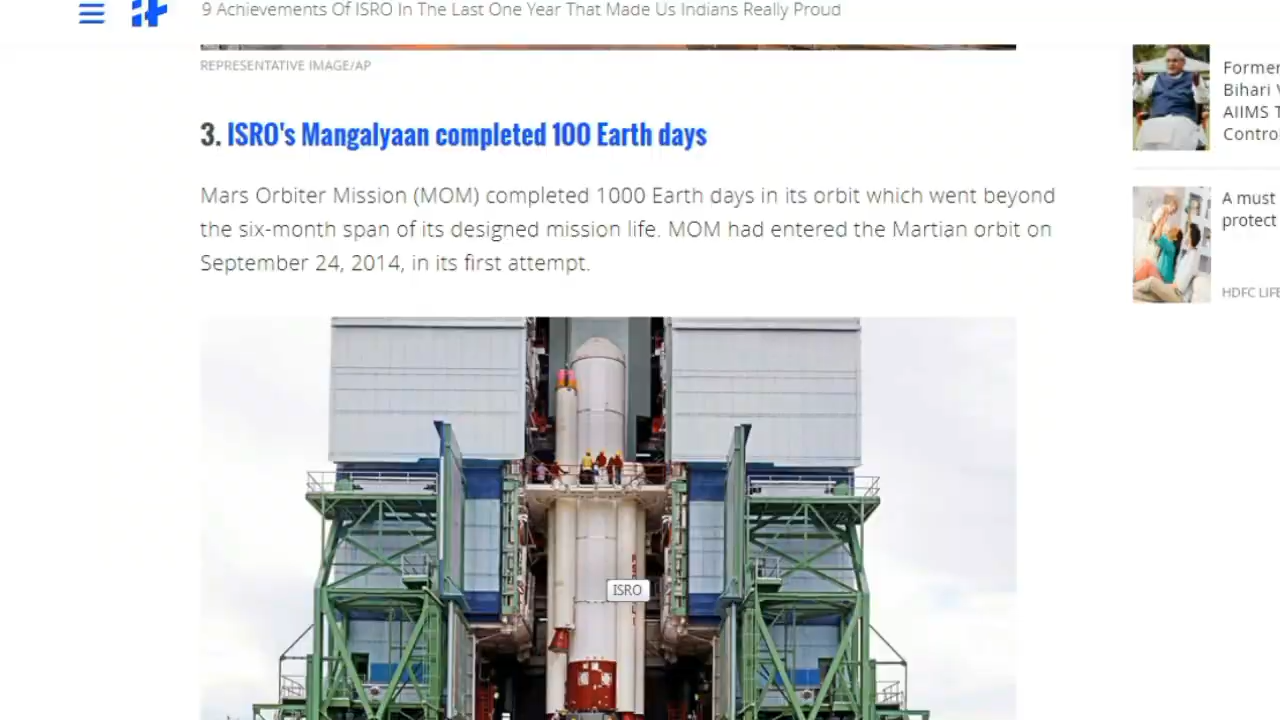 9 Achievements Of ISRO In The Last One Year That Made Us Indians Really Proud
REPRESENTATIVE IMAGE/AP
3. ISRO's Mangalyaan completed 100 Earth days
Mars Orbiter Mission (MOM) completed 1000 Earth days in its orbit which went beyond
the six-month span of its designed mission life. MOM had entered the Martian orbit on
September 24, 2014, in its first attempt.
ISRO
Former
Bihari V
AIIMS T
Contro
A must
protect
HDFC LIFE